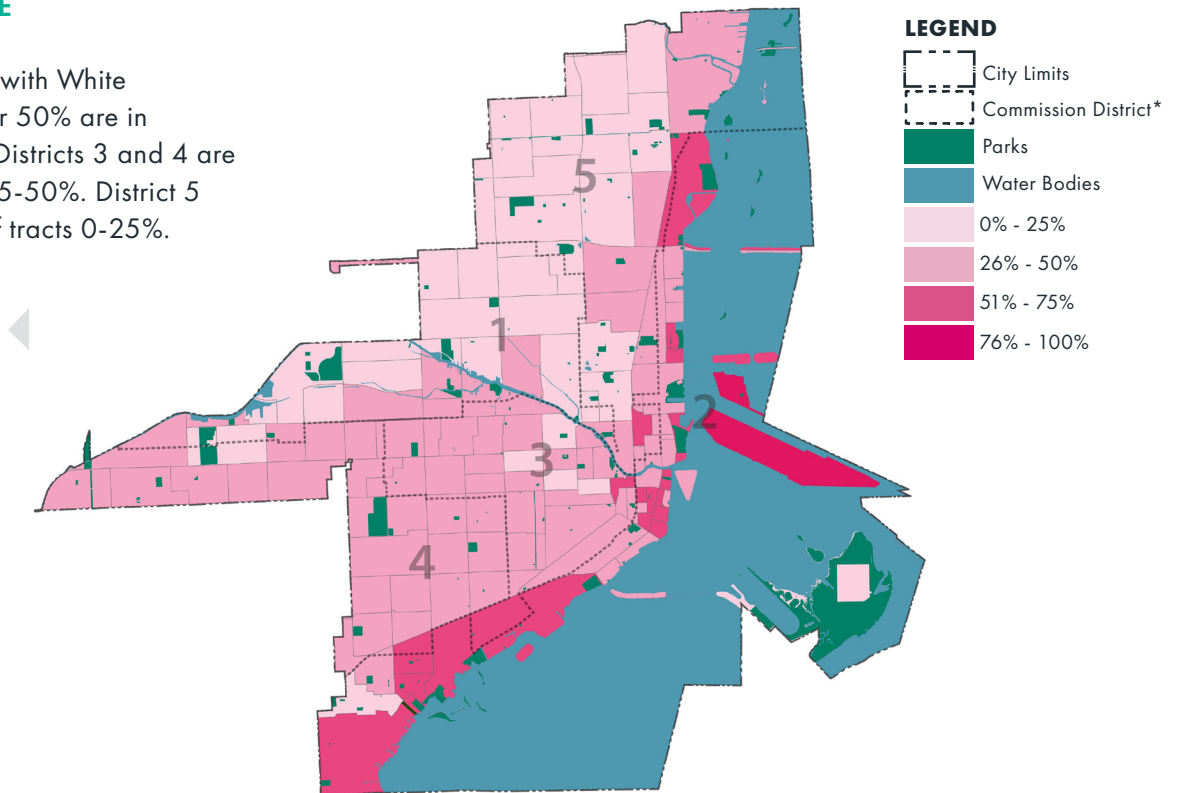 E
with White
r 50% are in
Districts 3 and 4 are
5-50%. District 5
f tracts 0-25%.
LEGEND
City Limits
Commission District*
Parks
Water Bodies
0% - 25%
26% - 50%
51% - 75%
76% - 100%
5
1
2
3
4